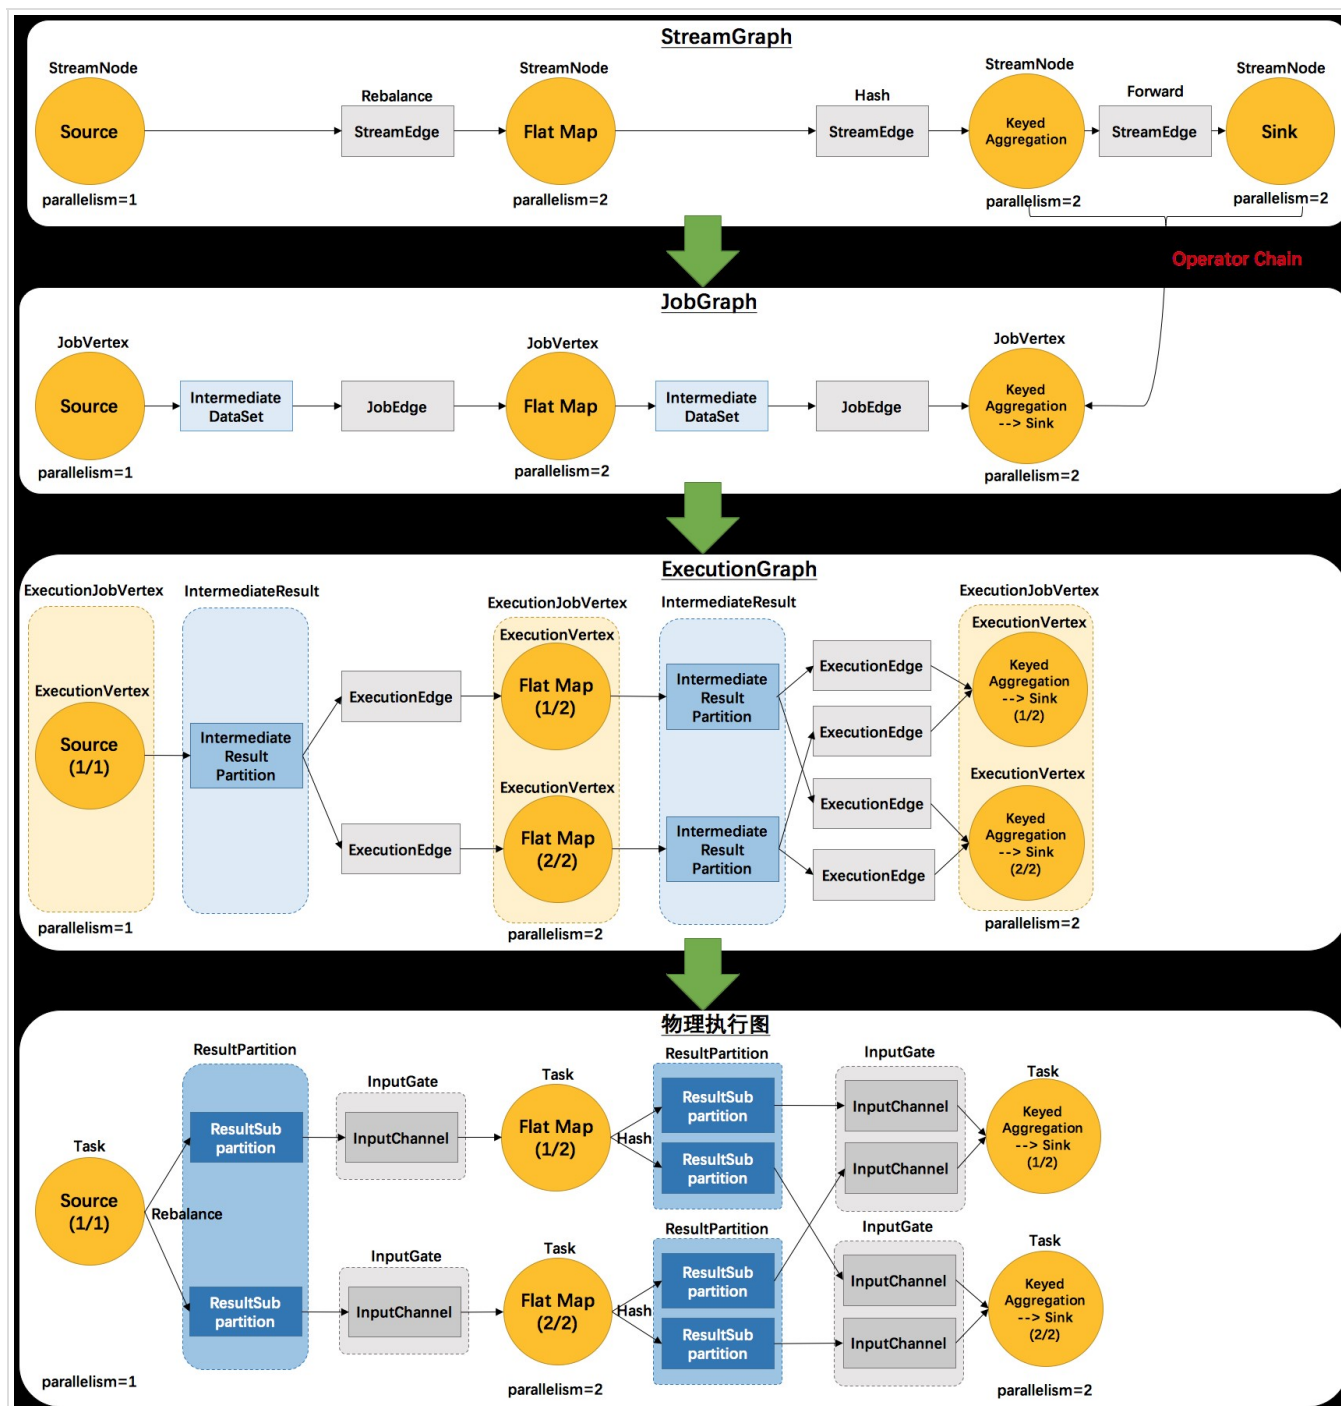 StreamGraph
StreamNode
StreamNode
StreamNode
StreamNode
Rebalance
Hash
Forward
Source
StreamEdge
Flat Map
StreamEdge
Keyed
Aggregation
StreamEdge
Sink
parallelism=1
parallelism=2
parallelism=2
parallelism=2
Operator Chain
JobGraph
JobVertex
JobVertex
JobVertex
Source
Intermediate
DataSet
JobEdge
Flat Map
Intermediate
DataSet
JobEdge
Keyed
Aggregation
--> Sink
parallelism=1
parallelism=2
parallelism=2
ExecutionGraph
ExecutionJobVertex
IntermediateResult
ExecutionJobVertex
IntermediateResult
ExecutionJobVertex
ExecutionVertex
Source
(1/1)
Intermediate
Result
Partition
ExecutionEdge
ExecutionEdge
ExecutionVertex
Flat Map
(1/2)
ExecutionVertex
Flat Map
(2/2)
Intermediate
Result
Partition
Intermediate
Result
Partition
ExecutionEdge
ExecutionEdge
ExecutionEdge
ExecutionEdge
ExecutionVertex
Keyed
Aggregation
--> Sink
(1/2)
ExecutionVertex
Keyed
Aggregation
--> Sink
(2/2)
parallelism=1
parallelism=2
parallelism=2
物理执行图
Task
Source
(1/1)
Rebalance
ResultPartition
ResultSub
partition
ResultSub
partition
InputGate
InputChannel
InputGate
InputChannel
Task
Flat Map
(1/2)
Hash
Task
Flat Map
(2/2)
Hash
ResultPartition
ResultSub
partition
ResultSub
partition
ResultPartition
ResultSub
partition
ResultSub
partition
InputGate
InputChannel
InputChannel
InputGate
InputChannel
InputChannel
Task
Keyed
Aggregation
--> Sink
(1/2)
Task
Keyed
Aggregation
--> Sink
(2/2)
parallelism=1
parallelism=2
parallelism=2